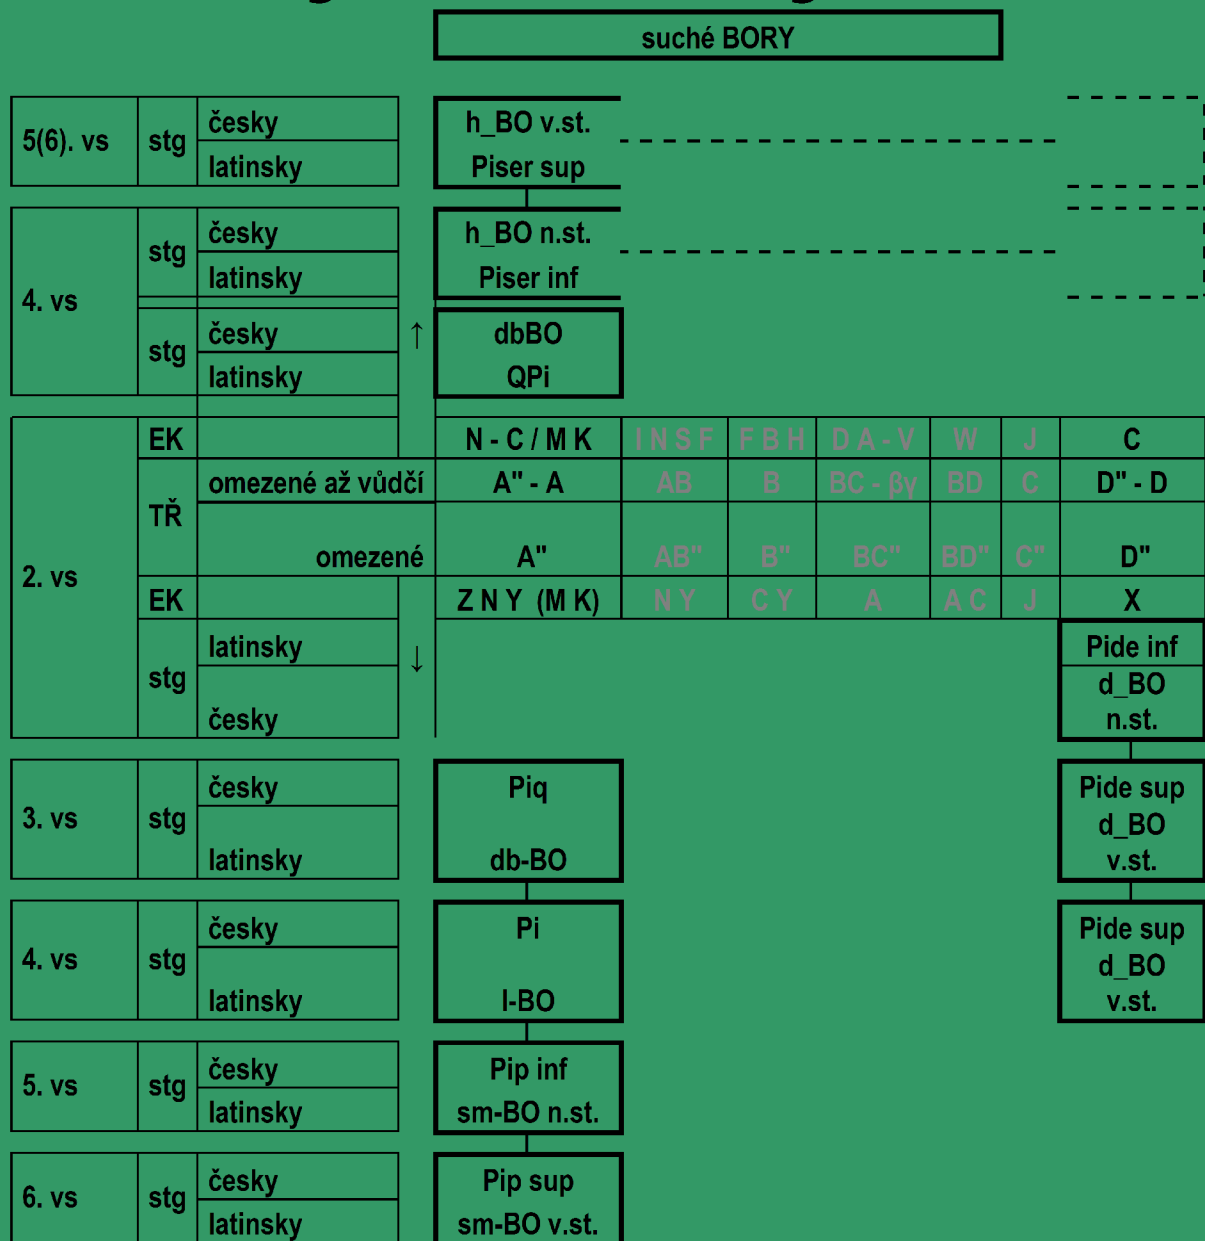 suché BORY
5(6). vs stg česky h_BO v.st.
latinsky Piser sup
4. vs stg česky h_BO n.st.
latinsky Piser inf
stg česky ↑ dbBO
latinsky QPi
2. vs EK N - C / M K I N S F F B H D A - V W J C
TŘ omezené až vůdčí A" - A AB B BC - βγ BD C D" - D
omezené A" AB" B" BC" BD" C" D"
EK Z N Y (M K) N Y C Y A A C J X
stg latinsky ↓ Pide inf
česky d_BO
n.st.
3. vs stg česky Piq Pide sup
d_BO
latinsky db-BO v.st.
4. vs stg česky Pi Pide sup
d_BO
latinsky l-BO v.st.
5. vs stg česky Pip inf
latinsky sm-BO n.st.
6. vs stg česky Pip sup
latinsky sm-BO v.st.